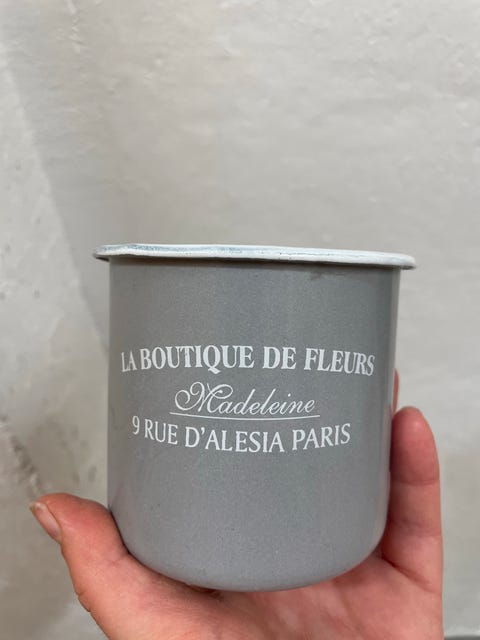 LA BOUTIQUE DE FLEURS
Madeleine
9 RUE D'ALESIA PARIS